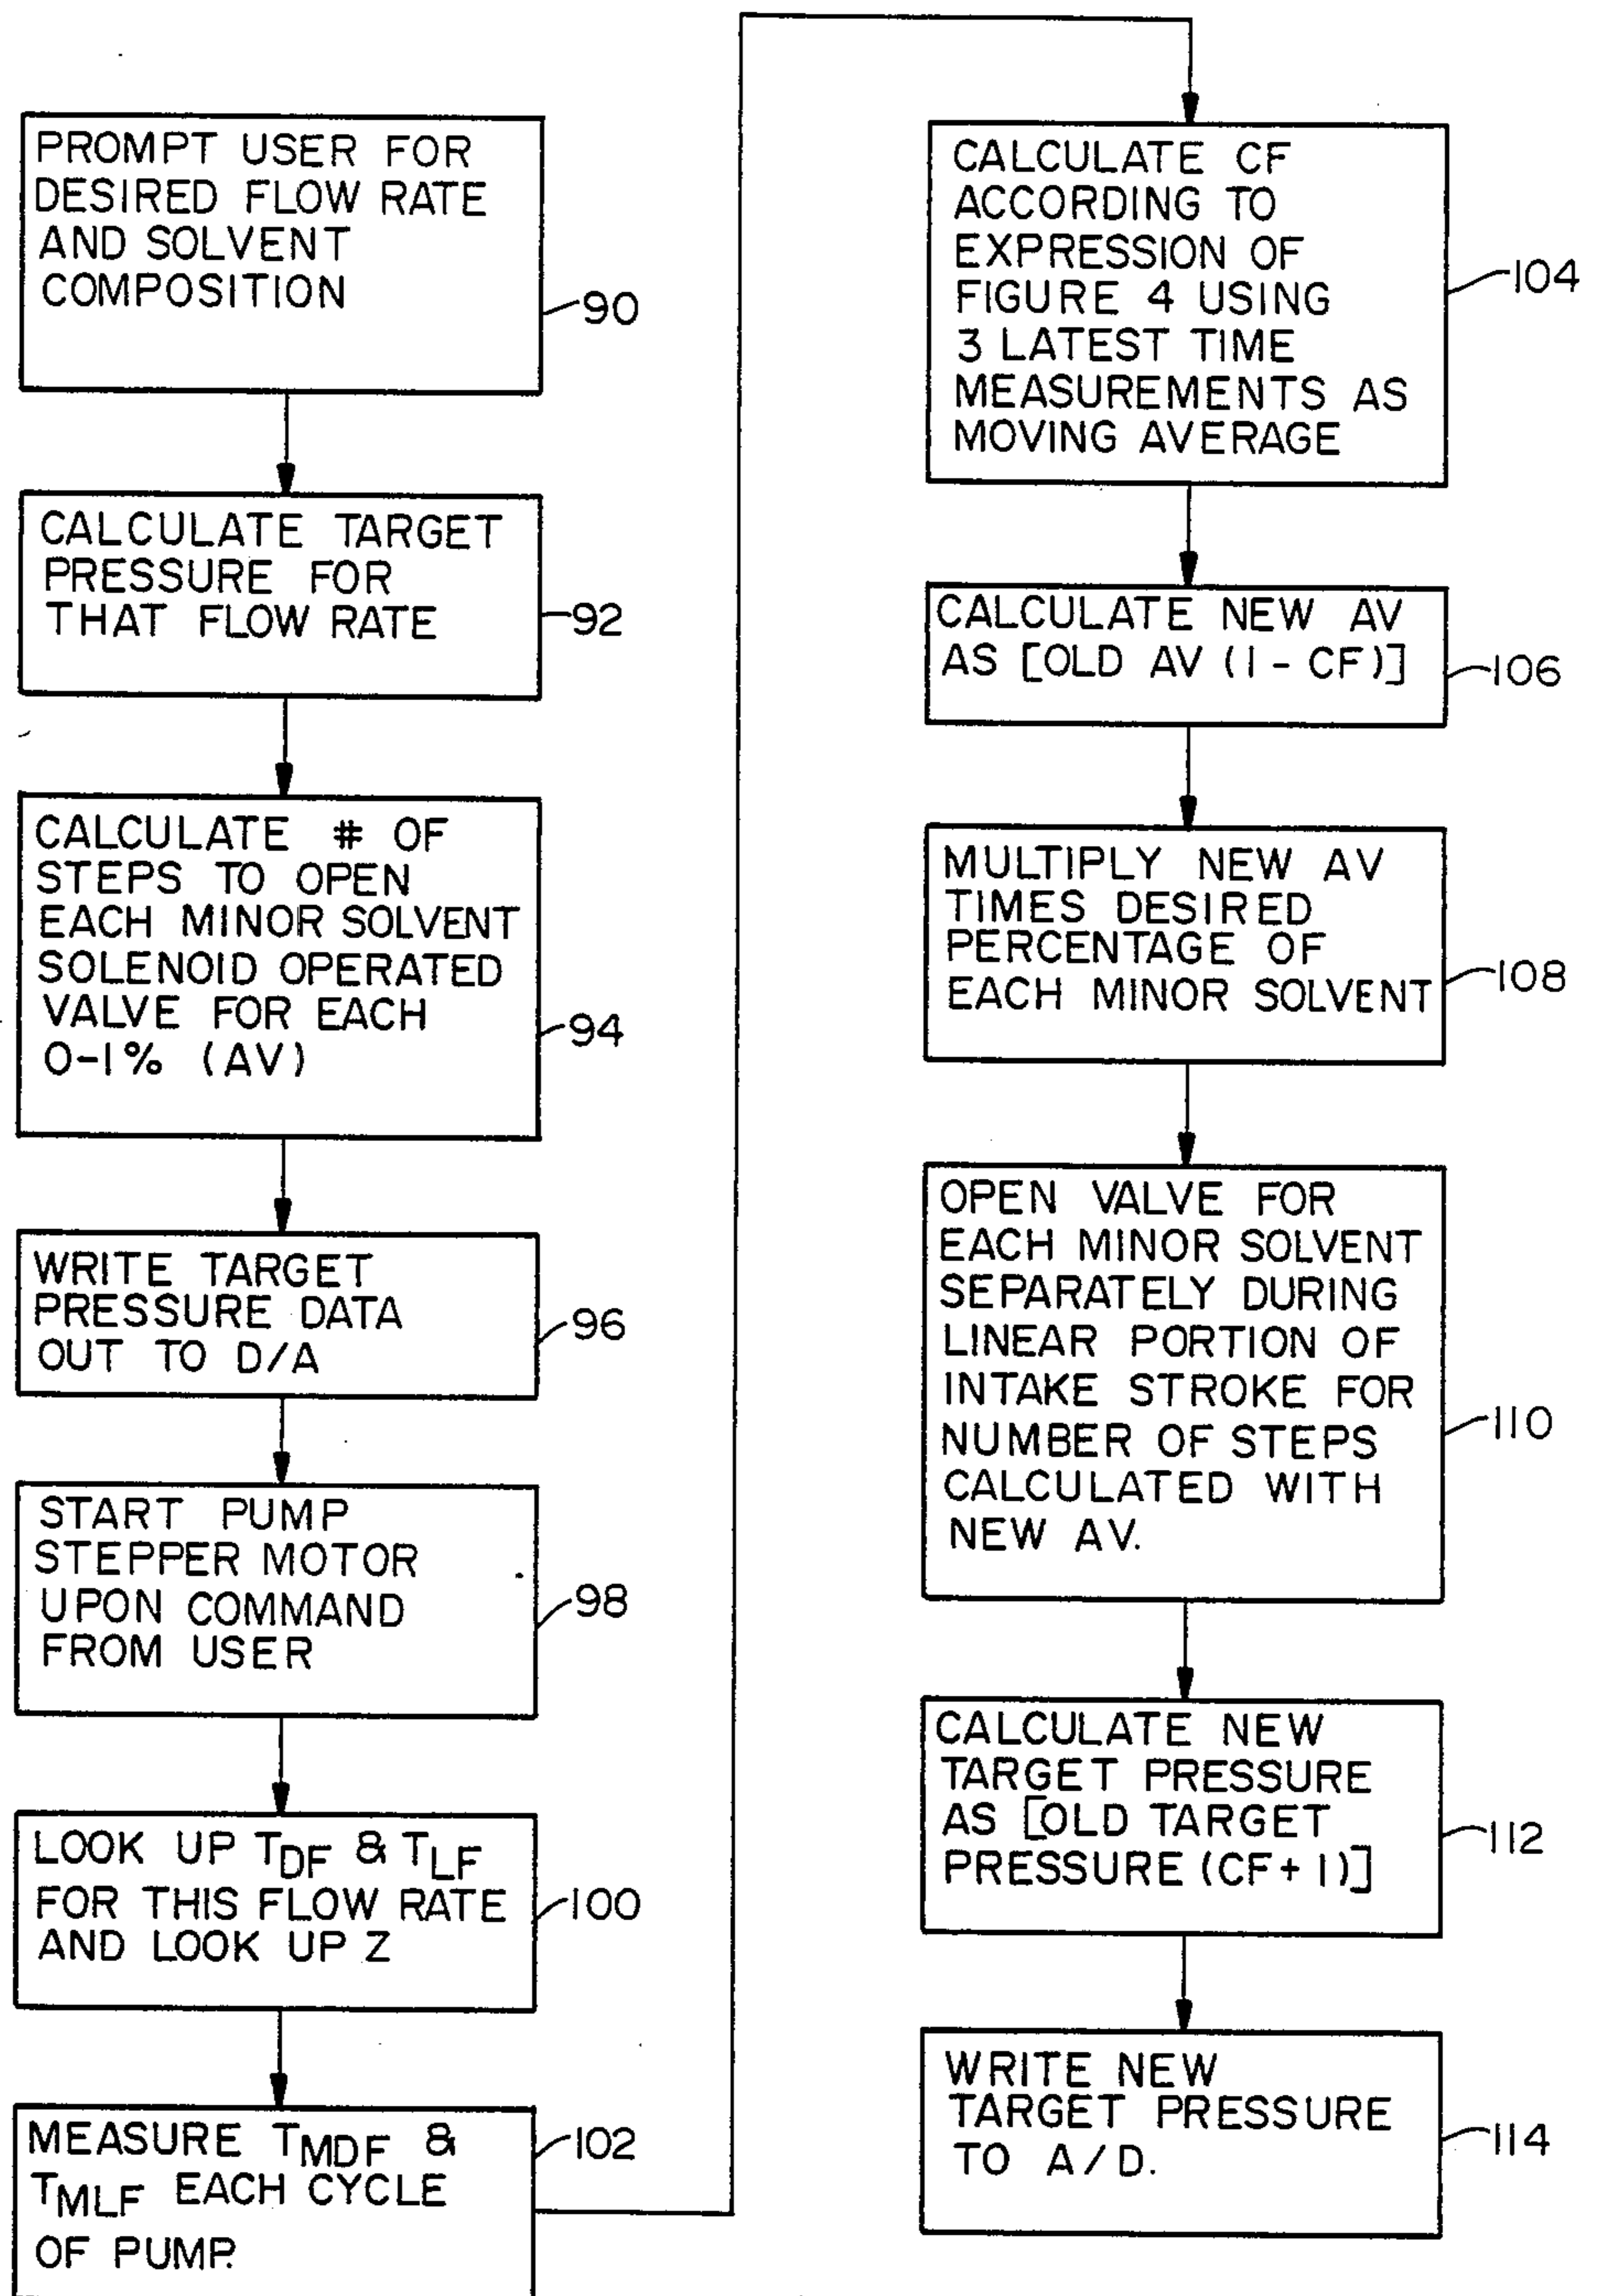 PROMPT USER FOR
DESIRED FLOW RATE
AND SOLVENT
COMPOSITION
90
CALCULATE TARGET
PRESSURE FOR
THAT FLOW RATE
92
CALCULATE # OF
STEPS TO OPEN
EACH MINOR SOLVENT
SOLENOID OPERATED
VALVE FOR EACH
0-1% (AV)
94
WRITE TARGET
PRESSURE DATA
OUT TO D/A
96
START PUMP
STEPPER MOTOR
UPON COMMAND
FROM USER
98
LOOK UP TDF & TLF
FOR THIS FLOW RATE
AND LOOK UP Z
100
MEASURE TMDF &
TMLF EACH CYCLE
OF PUMP.
102
CALCULATE CF
ACCORDING TO
EXPRESSION OF
FIGURE 4 USING
3 LATEST TIME
MEASUREMENTS AS
MOVING AVERAGE
104
CALCULATE NEW AV
AS [OLD AV (1 - CF)]
106
MULTIPLY NEW AV
TIMES DESIRED
PERCENTAGE OF
EACH MINOR SOLVENT
108
OPEN VALVE FOR
EACH MINOR SOLVENT
SEPARATELY DURING
LINEAR PORTION OF
INTAKE STROKE FOR
NUMBER OF STEPS
CALCULATED WITH
NEW AV.
110
CALCULATE NEW
TARGET PRESSURE
AS [OLD TARGET
PRESSURE (CF + 1)]
112
WRITE NEW
TARGET PRESSURE
TO A/D.
114